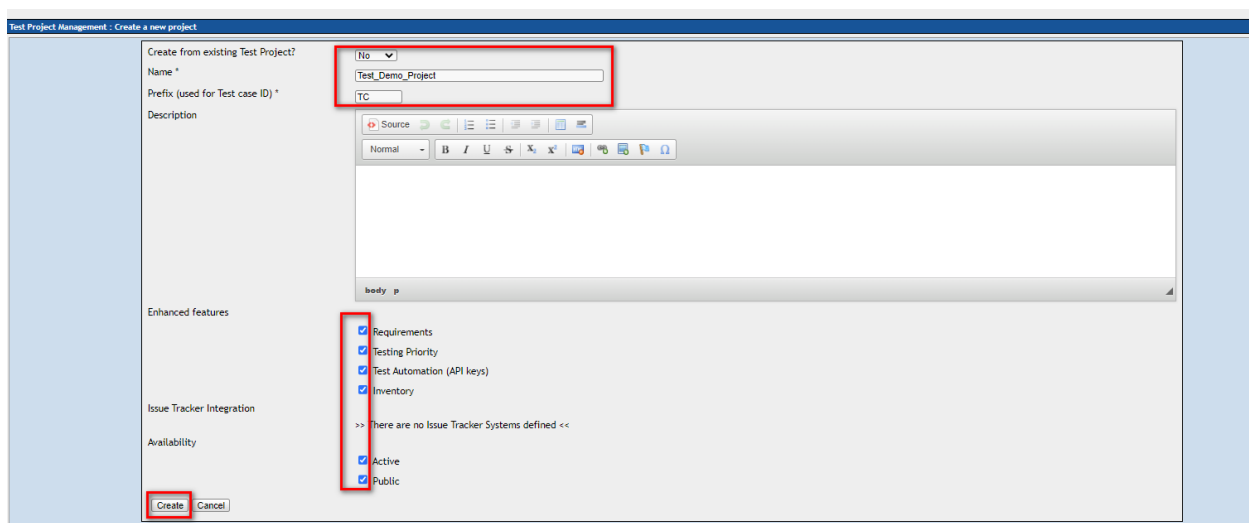 Test Project Management : Create a new project
Create from existing Test Project?
No
Name *
Test_Demo_Project
Prefix (used for Test case ID) *
TC
Description
Source
Normal
B I U S X₂ X² Ω
body p
Enhanced features
Requirements
Testing Priority
Test Automation (API keys)
Inventory
Issue Tracker Integration
>> There are no Issue Tracker Systems defined <<
Availability
Active
Public
Create Cancel